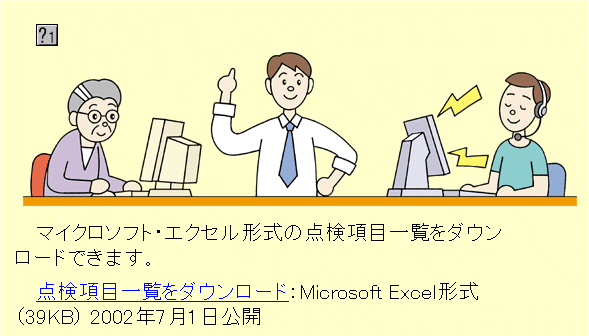 ?1
マイクロソフト・エクセル形式の点検項目一覧をダウン
ロードできます。
点検項目一覧をダウンロード：Microsoft Excel形式
（39KB） 2002年7月1日公開